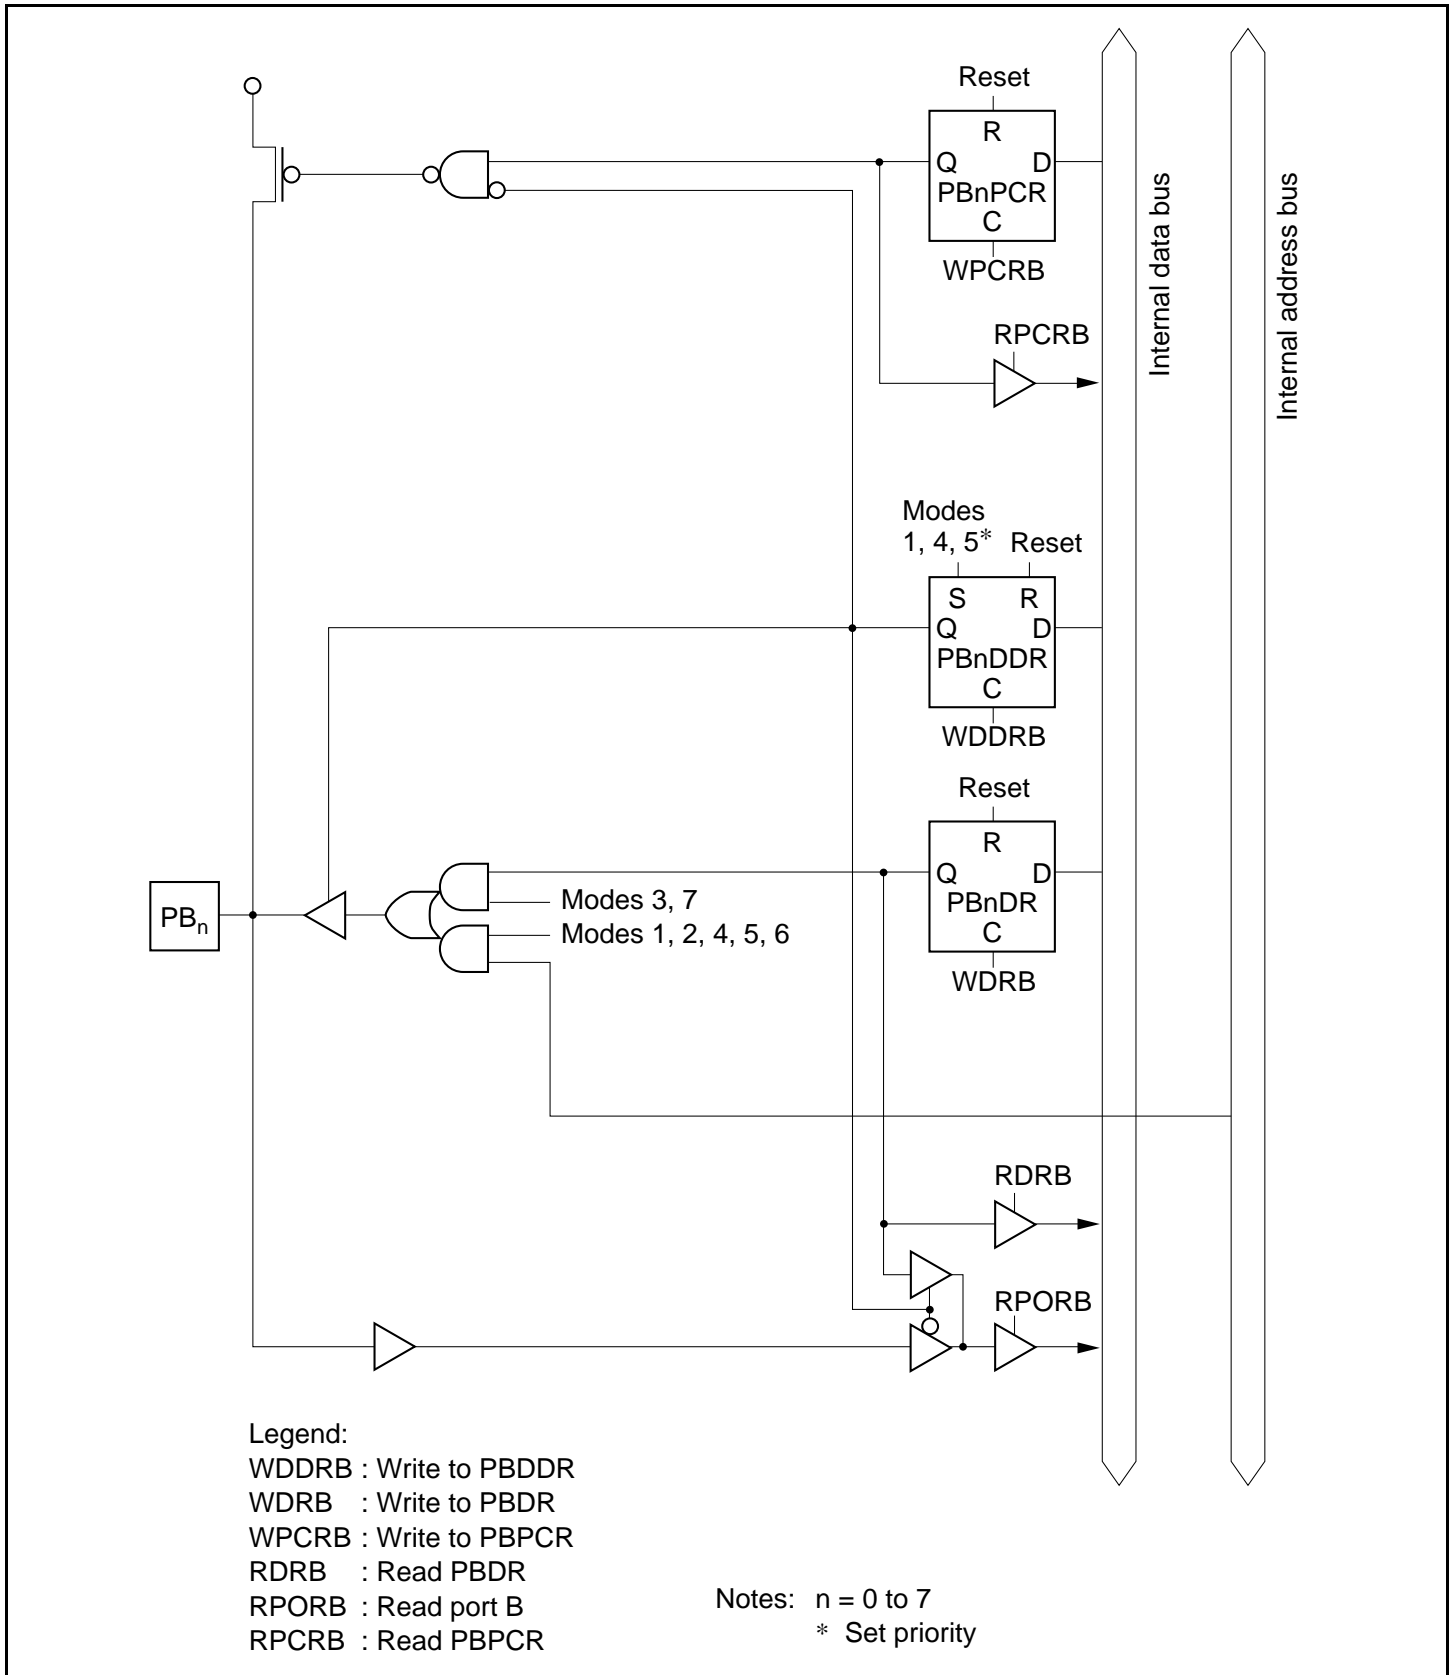 Reset
R
Q D
PBnPCR
C
WPCRB
Internal data bus
Internal address bus
RPCRB
Modes
1, 4, 5* Reset
S R
Q D
PBnDDR
C
WDDRB
Reset
R
Q D
PBnDR
C
WDRB
Modes 3, 7
Modes 1, 2, 4, 5, 6
PBn
RDRB
RPORB
Legend:
WDDRB : Write to PBDDR
WDRB : Write to PBDR
WPCRB : Write to PBPCR
RDRB : Read PBDR
RPORB : Read port B
RPCRB : Read PBPCR
Notes: n = 0 to 7
* Set priority